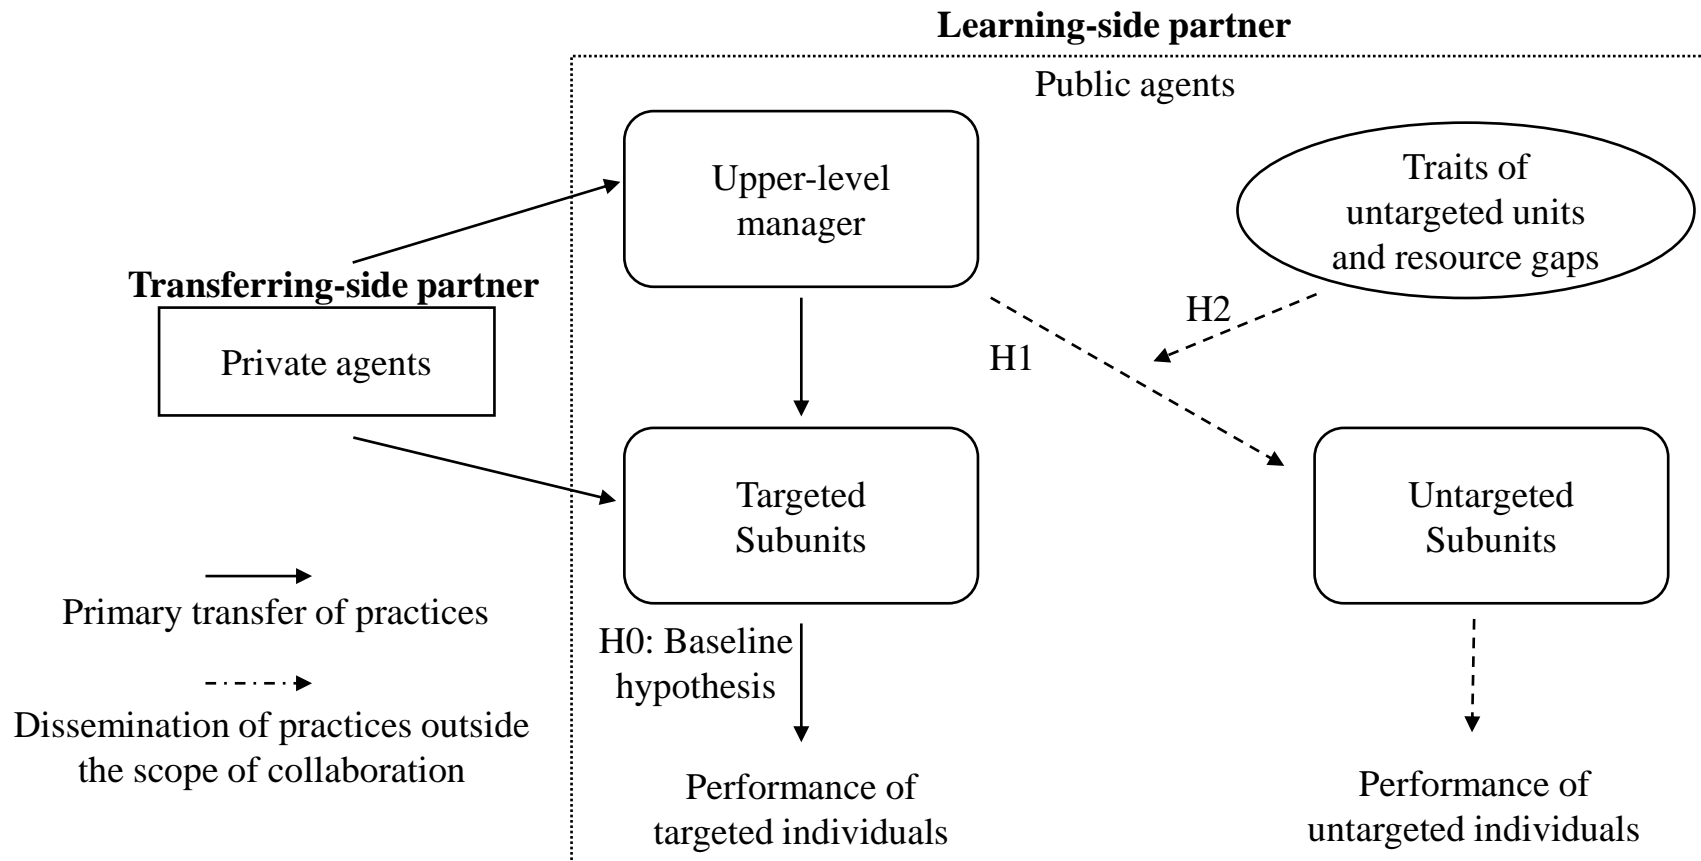 Learning-side partner
Public agents
Upper-level
manager
Traits of
untargeted units
and resource gaps
Transferring-side partner
Private agents
H2
H1
Targeted
Subunits
Untargeted
Subunits
Primary transfer of practices
H0: Baseline
hypothesis
Dissemination of practices outside
the scope of collaboration
Performance of
targeted individuals
Performance of
untargeted individuals